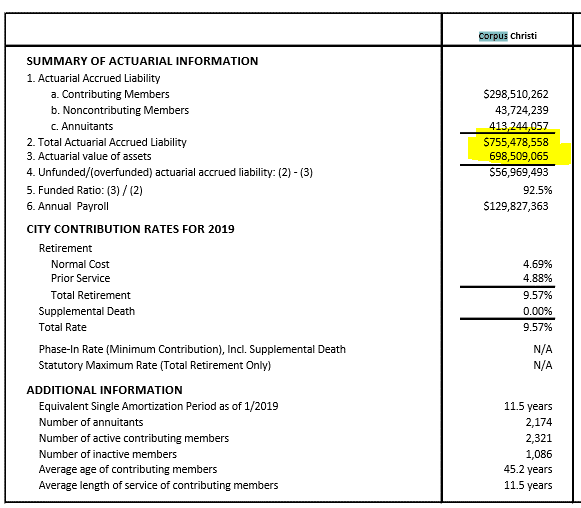 Corpus Christi
SUMMARY OF ACTUARIAL INFORMATION
1. Actuarial Accrued Liability
a. Contributing Members $298,510,262
b. Noncontributing Members 43,724,239
c. Annuitants 413,244,057
2. Total Actuarial Accrued Liability $755,478,558
3. Actuarial value of assets 698,509,065
4. Unfunded/(overfunded) actuarial accrued liability: (2) - (3) $56,969,493
5. Funded Ratio: (3) / (2) 92.5%
6. Annual Payroll $129,827,363
CITY CONTRIBUTION RATES FOR 2019
Retirement
Normal Cost 4.69%
Prior Service 4.88%
Total Retirement 9.57%
Supplemental Death 0.00%
Total Rate 9.57%
Phase-In Rate (Minimum Contribution), Incl. Supplemental Death N/A
Statutory Maximum Rate (Total Retirement Only) N/A
ADDITIONAL INFORMATION
Equivalent Single Amortization Period as of 1/2019 11.5 years
Number of annuitants 2,174
Number of active contributing members 2,321
Number of inactive members 1,086
Average age of contributing members 45.2 years
Average length of service of contributing members 11.5 years